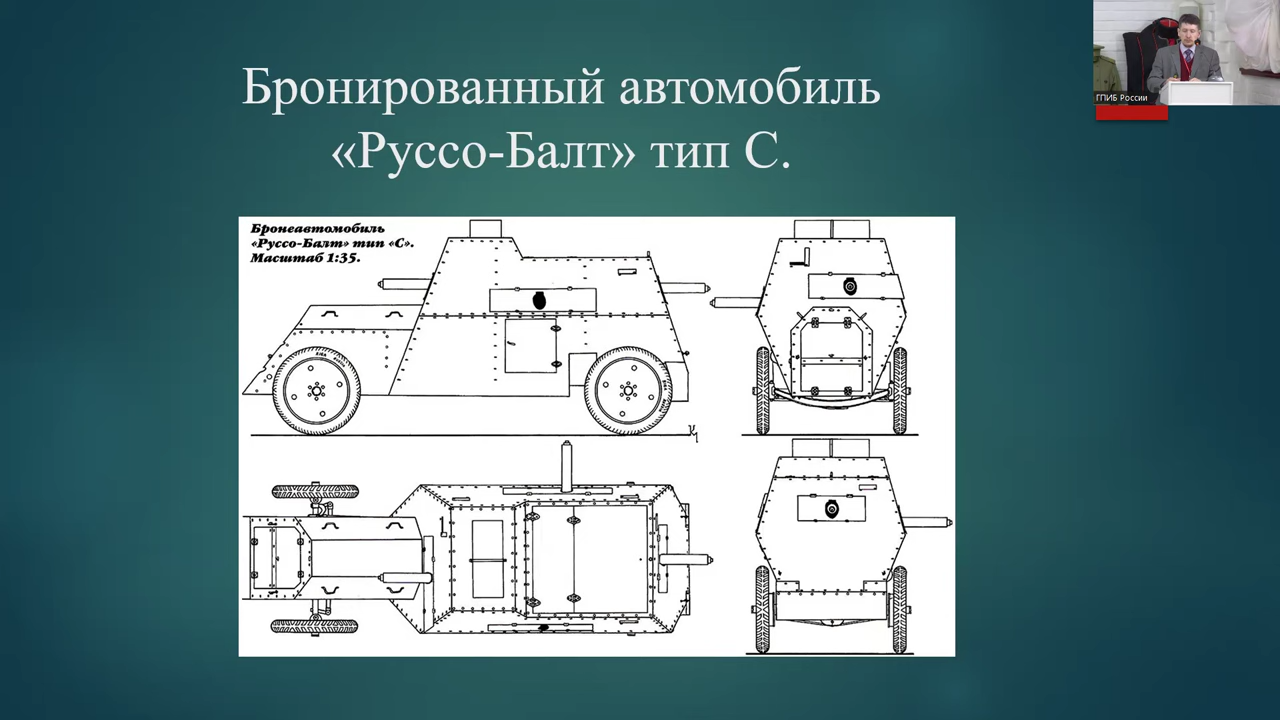 Бронированный автомобиль
«Руссо-Балт» тип С.
ГПИБ России
Бронеавтомобиль
«Руссо-Балт» тип «С».
Масштаб 1:35.